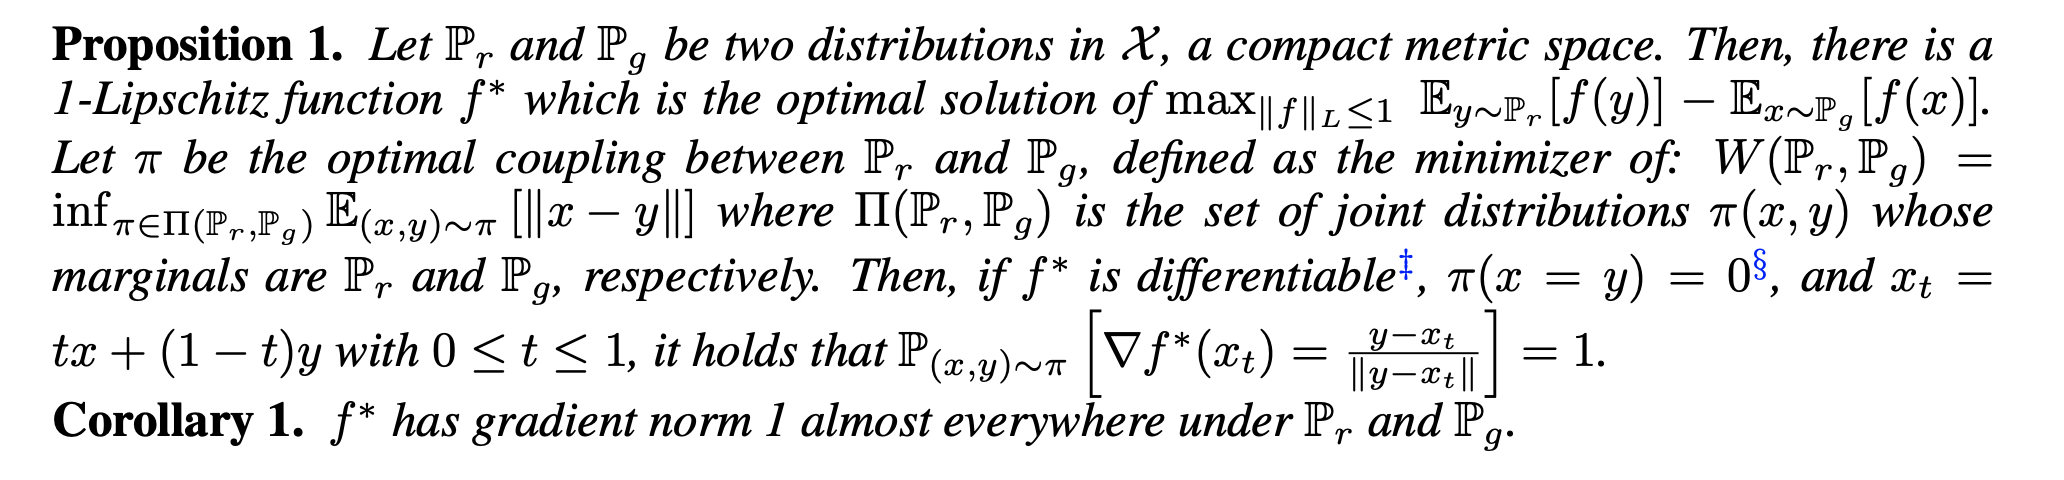 Proposition 1. Let ℙ_r and ℙ_g be two distributions in 𝒳, a compact metric space. Then, there is a
1-Lipschitz function f* which is the optimal solution of max_{‖f‖_L≤1} 𝔼_{y∼ℙ_r}[f(y)] − 𝔼_{x∼ℙ_g}[f(x)].
Let π be the optimal coupling between ℙ_r and ℙ_g, defined as the minimizer of: W(ℙ_r, ℙ_g) =
inf_{π∈Π(ℙ_r,ℙ_g)} 𝔼_{(x,y)∼π} [‖x − y‖] where Π(ℙ_r, ℙ_g) is the set of joint distributions π(x, y) whose
marginals are ℙ_r and ℙ_g, respectively. Then, if f* is differentiable‡, π(x = y) = 0§, and x_t =
tx + (1 − t)y with 0 ≤ t ≤ 1, it holds that ℙ_{(x,y)∼π} [∇f*(x_t) = \frac{y−x_t}{‖y−x_t‖}] = 1.
Corollary 1. f* has gradient norm 1 almost everywhere under ℙ_r and ℙ_g.